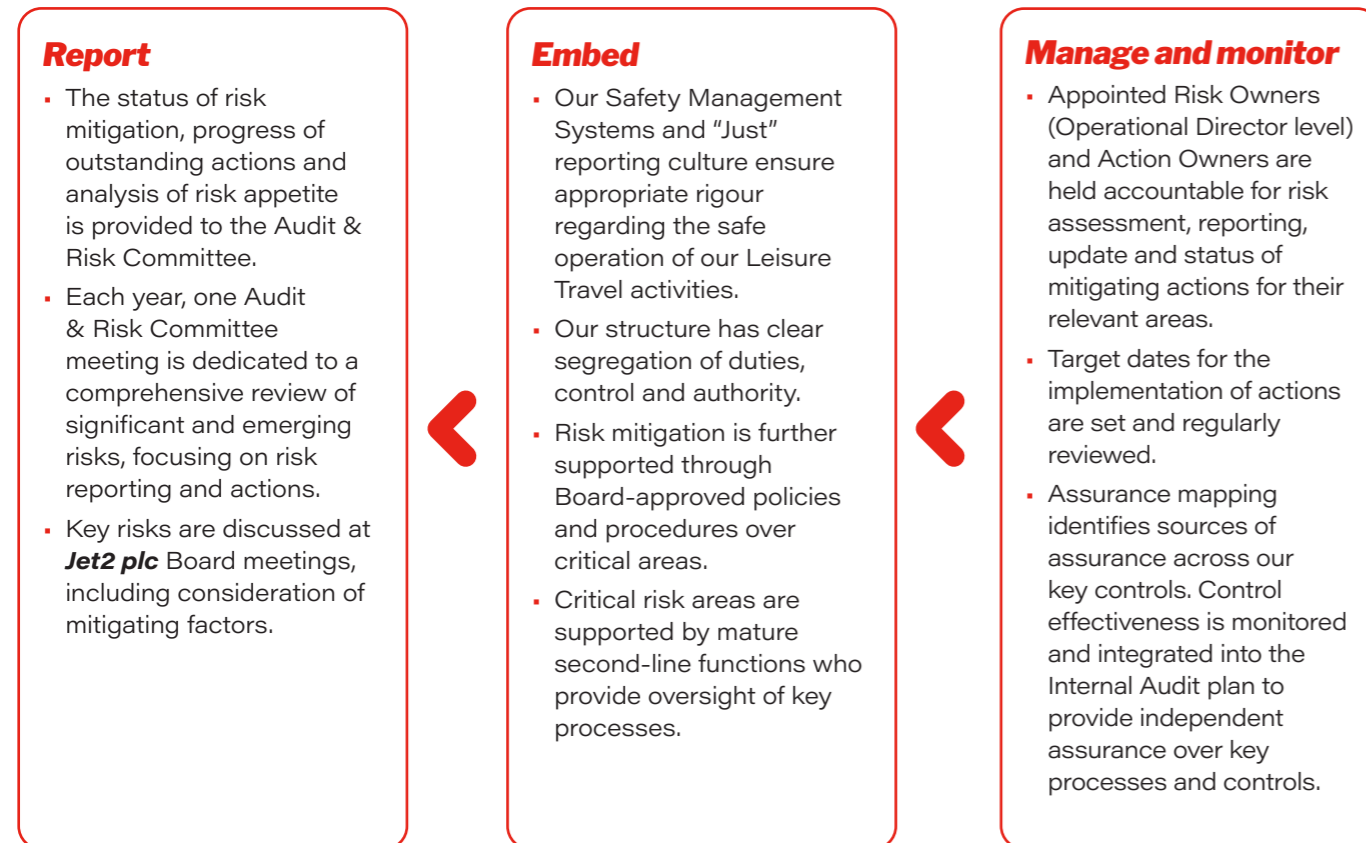 Report
▪ The status of risk
mitigation, progress of
outstanding actions and
analysis of risk appetite
is provided to the Audit &
Risk Committee.
▪ Each year, one Audit
& Risk Committee
meeting is dedicated to a
comprehensive review of
significant and emerging
risks, focusing on risk
reporting and actions.
▪ Key risks are discussed at
Jet2 plc Board meetings,
including consideration of
mitigating factors.
Embed
▪ Our Safety Management
Systems and “Just”
reporting culture ensure
appropriate rigour
regarding the safe
operation of our Leisure
Travel activities.
▪ Our structure has clear
segregation of duties,
control and authority.
▪ Risk mitigation is further
supported through
Board-approved policies
and procedures over
critical areas.
▪ Critical risk areas are
supported by mature
second-line functions who
provide oversight of key
processes.
Manage and monitor
▪ Appointed Risk Owners
(Operational Director level)
and Action Owners are
held accountable for risk
assessment, reporting,
update and status of
mitigating actions for their
relevant areas.
▪ Target dates for the
implementation of actions
are set and regularly
reviewed.
▪ Assurance mapping
identifies sources of
assurance across our
key controls. Control
effectiveness is monitored
and integrated into the
Internal Audit plan to
provide independent
assurance over key
processes and controls.